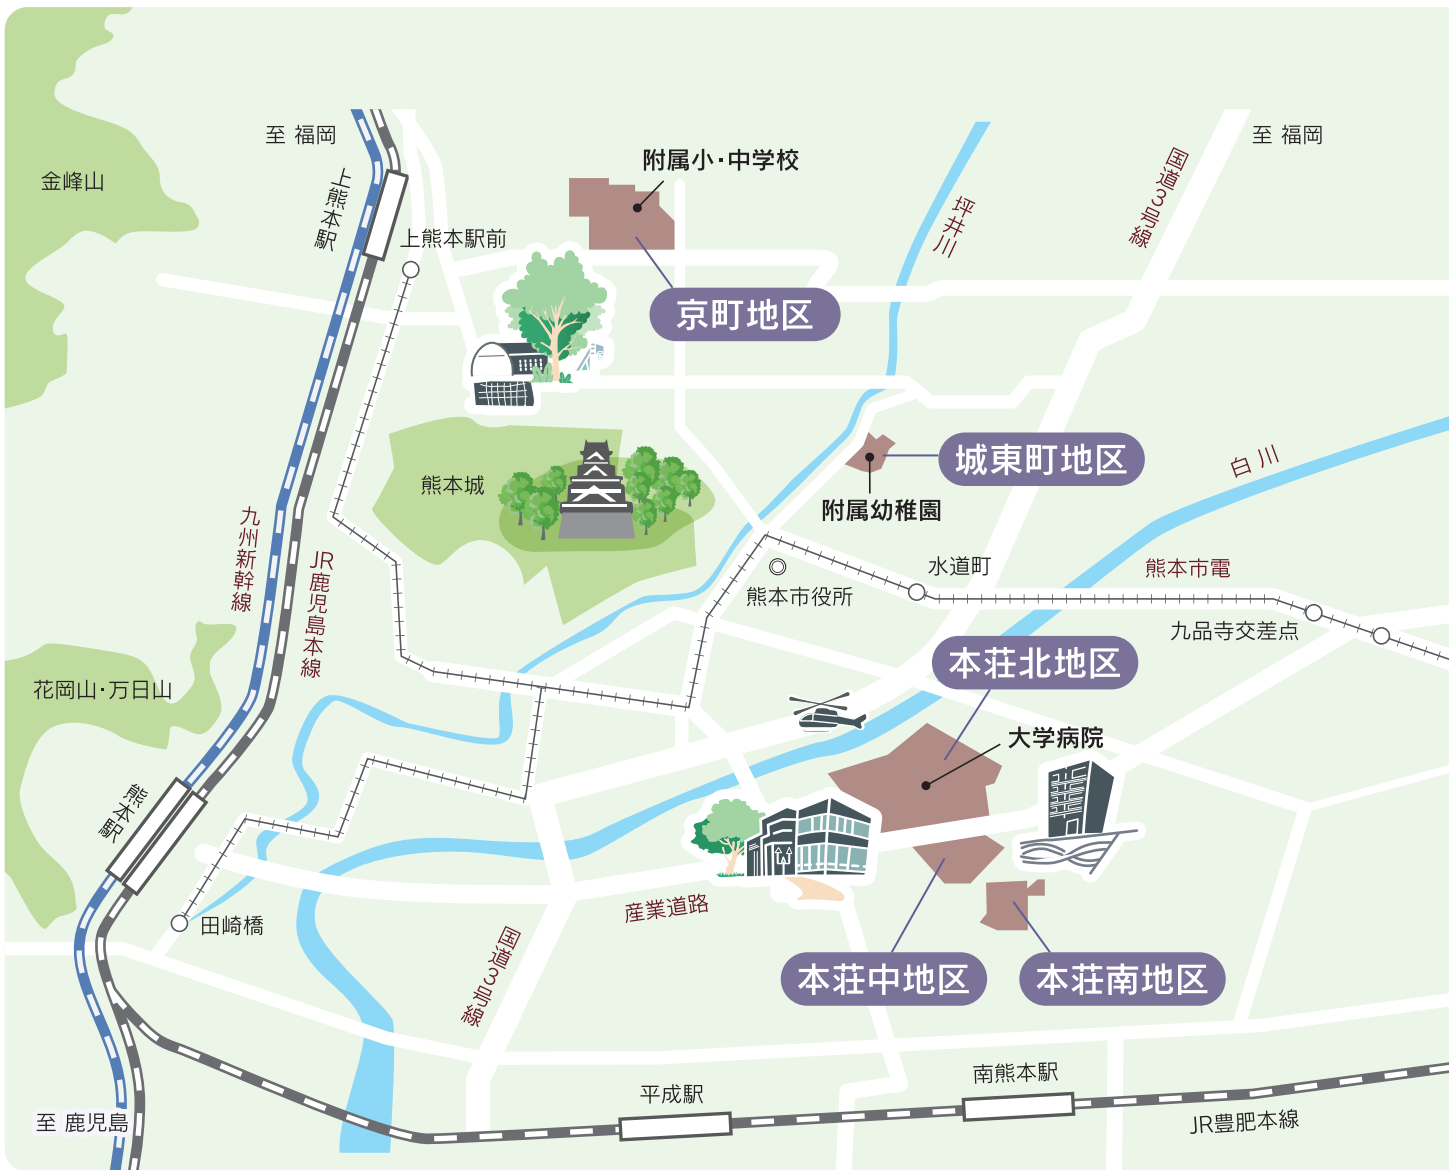 至 福岡
至 福岡
国道3号線
附属小・中学校
金峰山
上熊本駅
坪井川
上熊本駅前
京町地区
城東町地区
白川
熊本城
附属幼稚園
九州新幹線
JR鹿児島本線
水道町
熊本市電
熊本市役所
九品寺交差点
本荘北地区
花岡山・万日山
大学病院
熊本駅
産業道路
田崎橋
国道3号線
本荘中地区
本荘南地区
南熊本駅
平成駅
至 鹿児島
JR豊肥本線